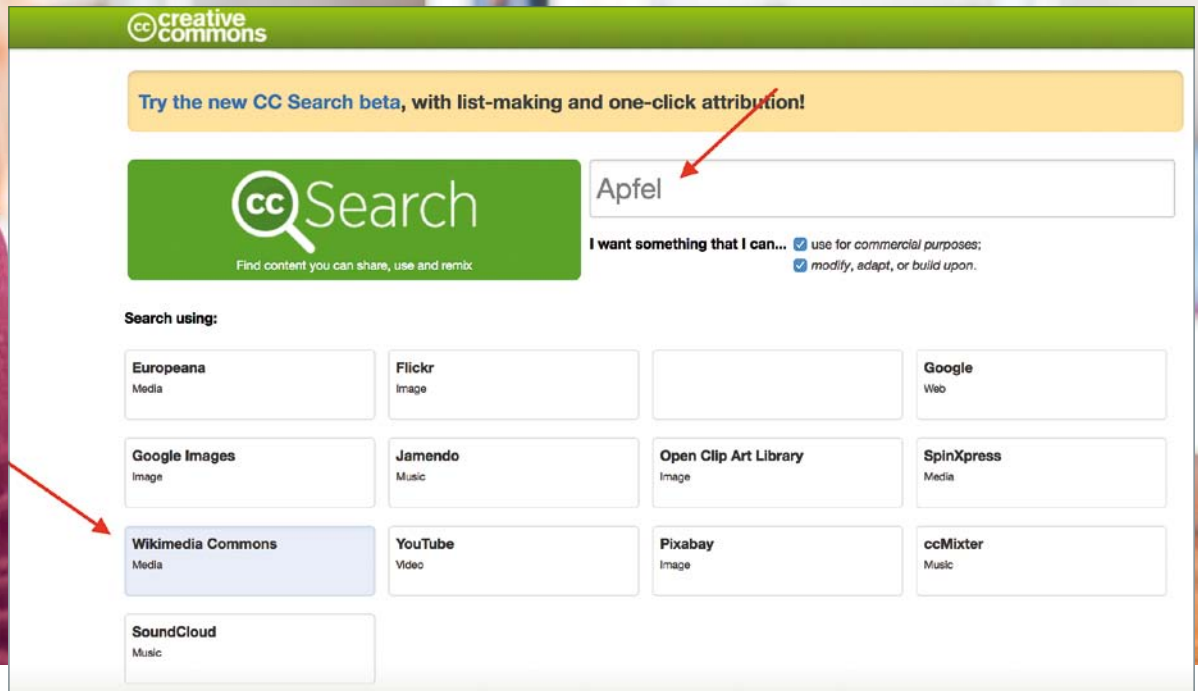 cc creative
commons
Try the new CC Search beta, with list-making and one-click attribution!
cc Search
Find content you can share, use and remix
Apfel
I want something that I can... use for commercial purposes;
modify, adapt, or build upon.
Search using:
Europeana
Media
Flickr
Image
Google
Web
Google Images
Image
Jamendo
Music
Open Clip Art Library
Image
SpinXpress
Media
Wikimedia Commons
Media
YouTube
Video
Pixabay
Image
ccMixter
Music
SoundCloud
Music